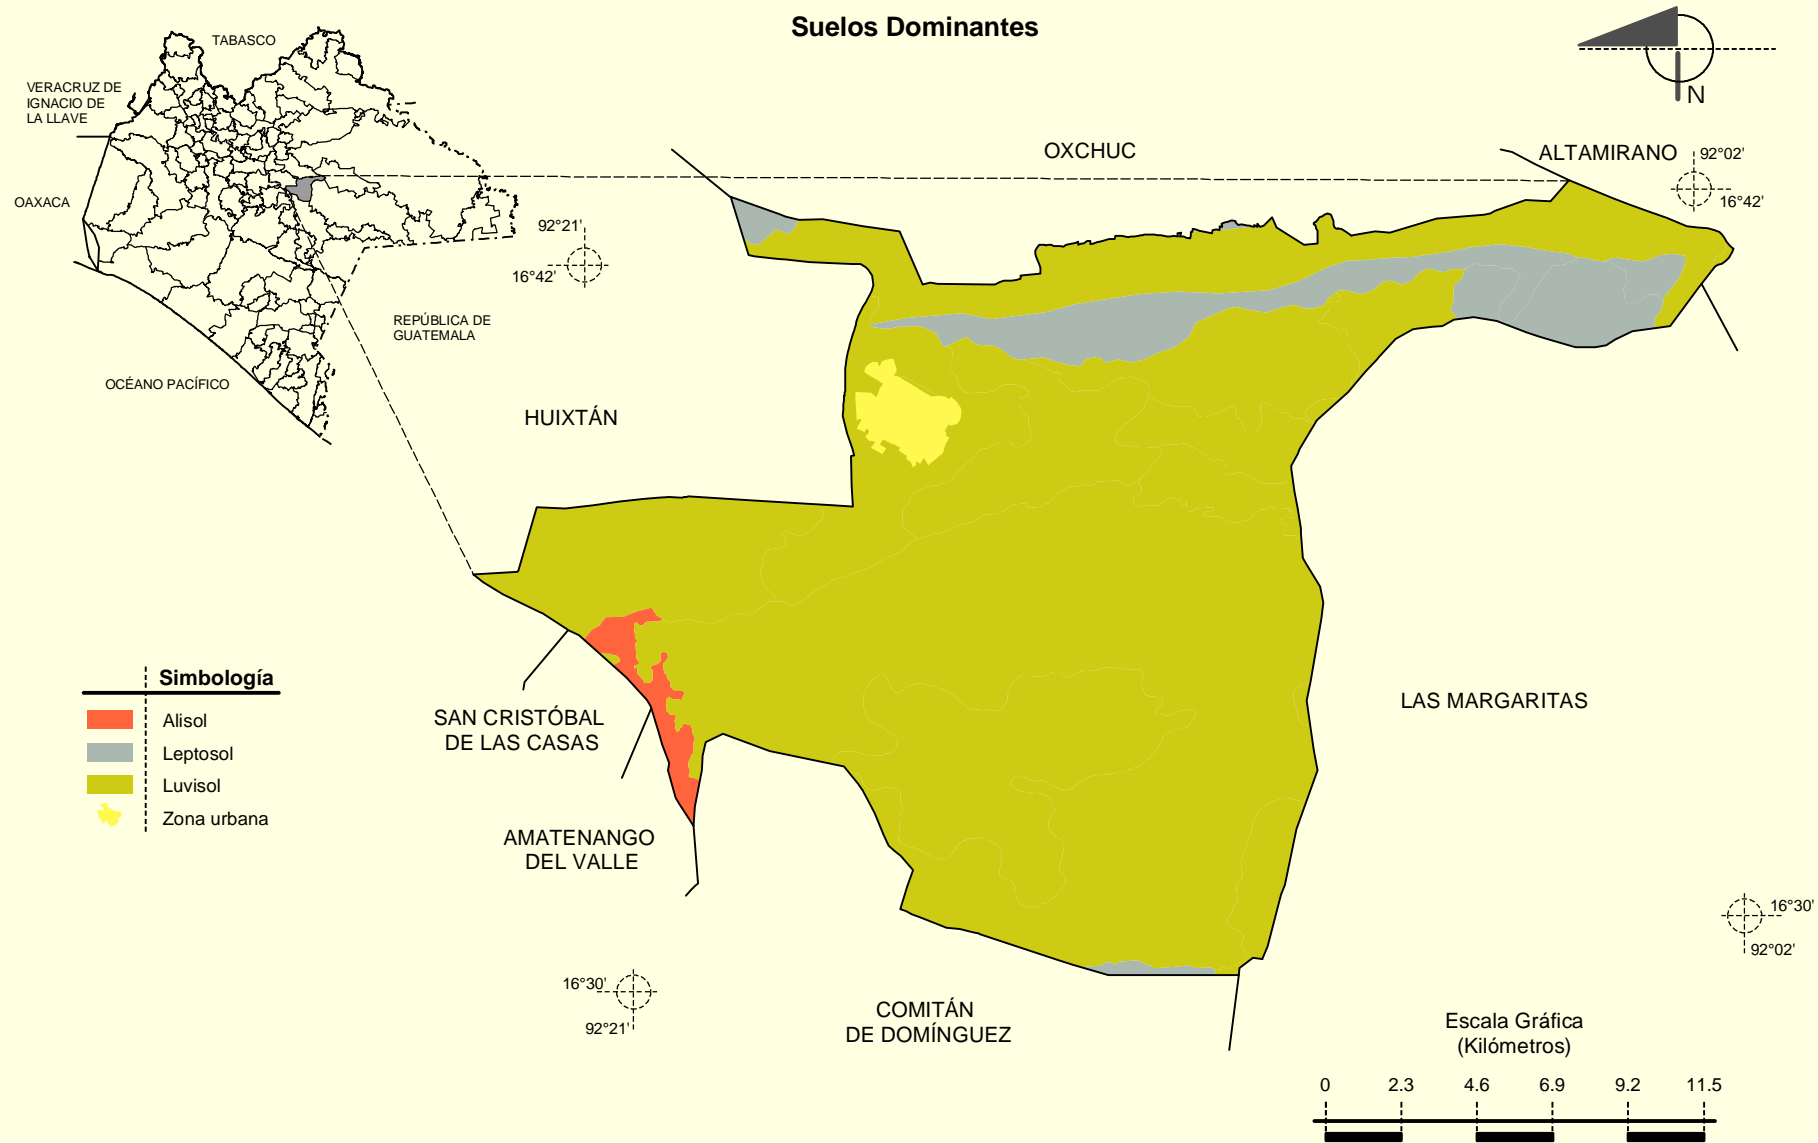 Suelos Dominantes
TABASCO
VERACRUZ DE
IGNACIO DE
LA LLAVE
OAXACA
REPÚBLICA DE
GUATEMALA
OCÉANO PACÍFICO
N
OXCHUC
ALTAMIRANO
92°02'
16°42'
92°21'
16°42'
HUIXTÁN
Simbología
Alisol
Leptosol
Luvisol
Zona urbana
SAN CRISTÓBAL
DE LAS CASAS
LAS MARGARITAS
AMATENANGO
DEL VALLE
16°30'
92°02'
16°30'
92°21'
COMITÁN
DE DOMÍNGUEZ
Escala Gráfica
(Kilómetros)
0 2.3 4.6 6.9 9.2 11.5